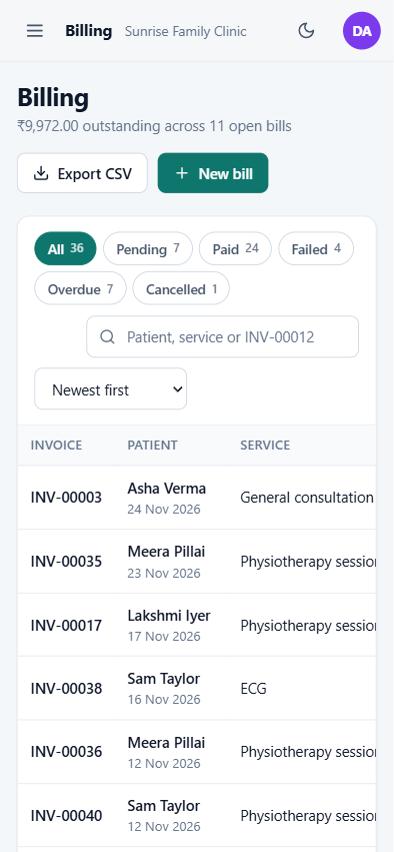 Billing Sunrise Family Clinic DA
Billing
₹9,972.00 outstanding across 11 open bills
Export CSV + New bill
All 36 Pending 7 Paid 24 Failed 4
Overdue 7 Cancelled 1
Patient, service or INV-00012
Newest first
INVOICE PATIENT SERVICE
INV-00003 Asha Verma General consultation
24 Nov 2026
INV-00035 Meera Pillai Physiotherapy session
23 Nov 2026
INV-00017 Lakshmi Iyer Physiotherapy session
17 Nov 2026
INV-00038 Sam Taylor ECG
16 Nov 2026
INV-00036 Meera Pillai Physiotherapy session
12 Nov 2026
INV-00040 Sam Taylor Physiotherapy session
12 Nov 2026